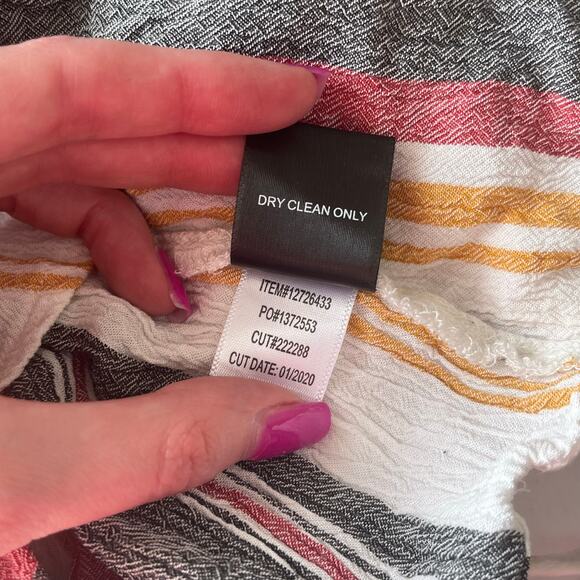 DRY CLEAN ONLY
ITEM#12726433
PO#1372553
CUT#222288
CUT DATE: 01/2020